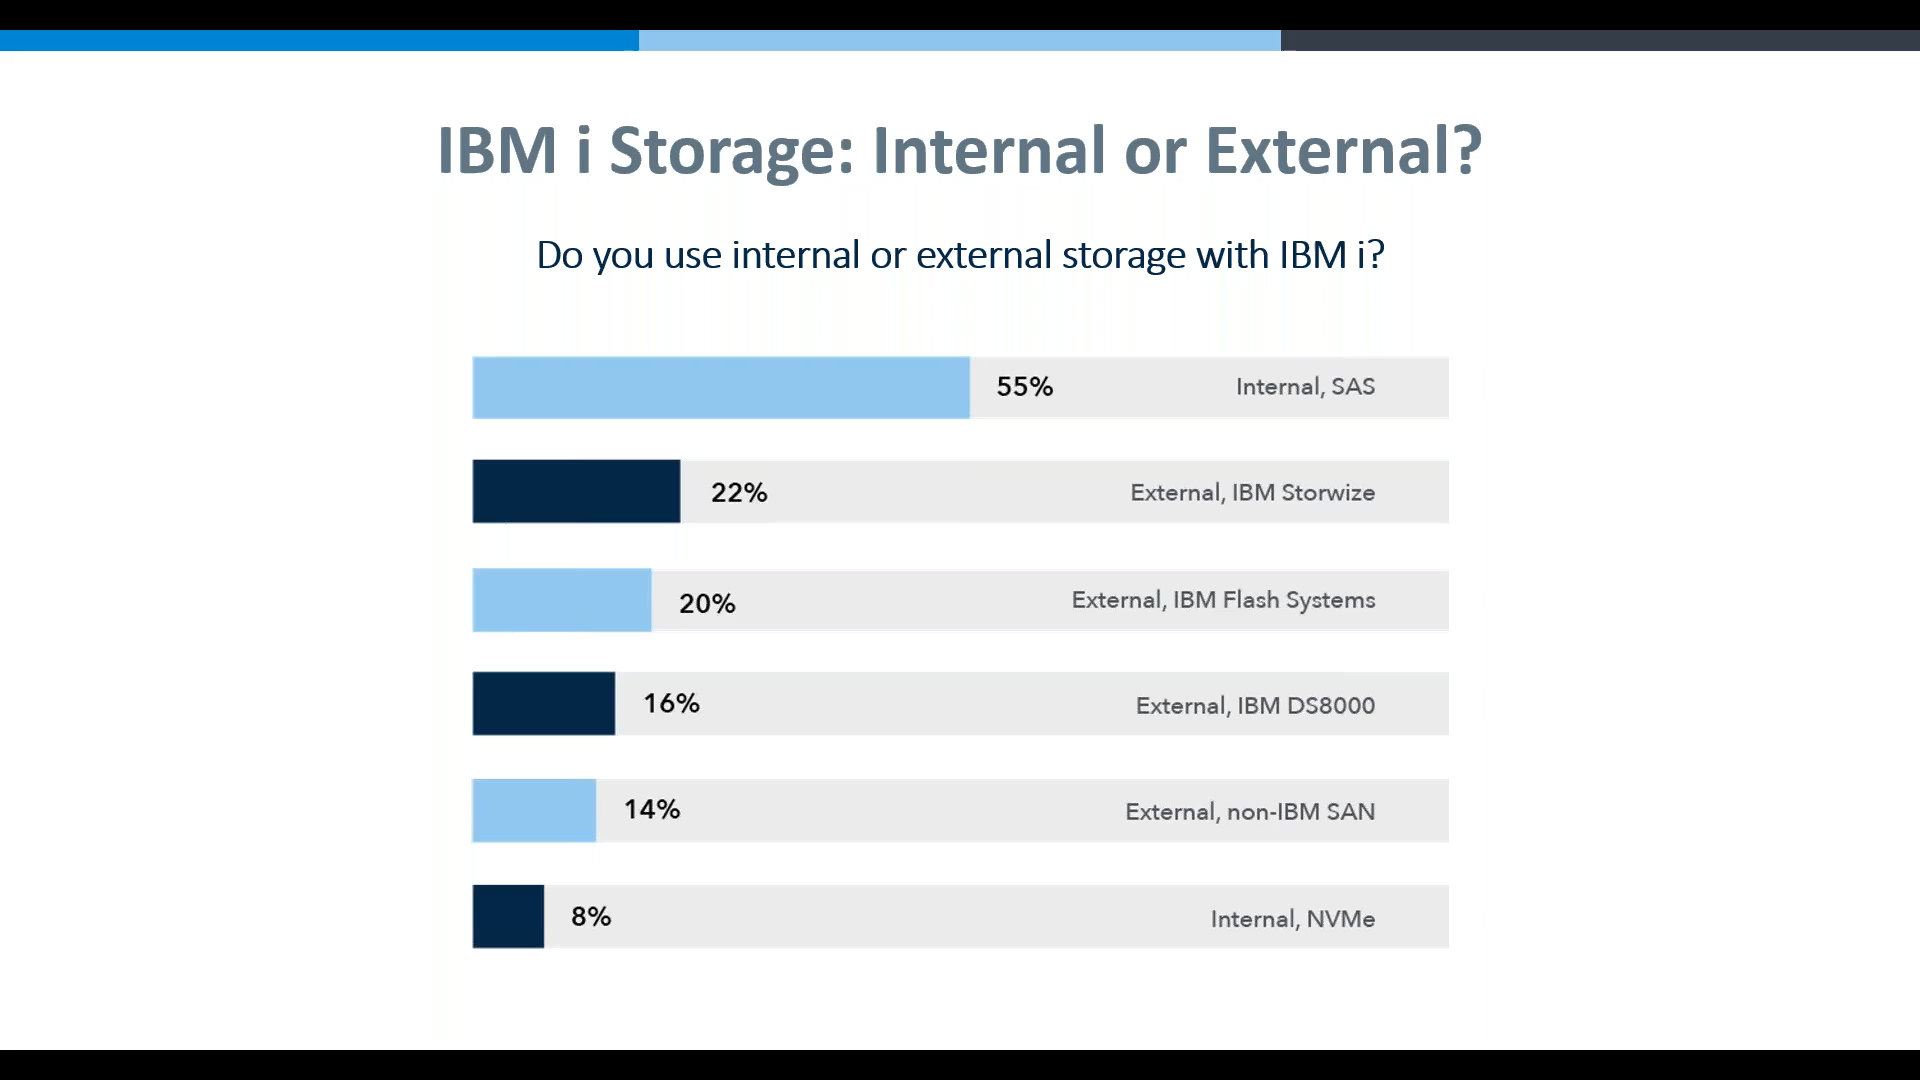 IBM i Storage: Internal or External?
Do you use internal or external storage with IBM i?
55% Internal, SAS
22% External, IBM Storwize
20% External, IBM Flash Systems
16% External, IBM DS8000
14% External, non-IBM SAN
8% Internal, NVMe